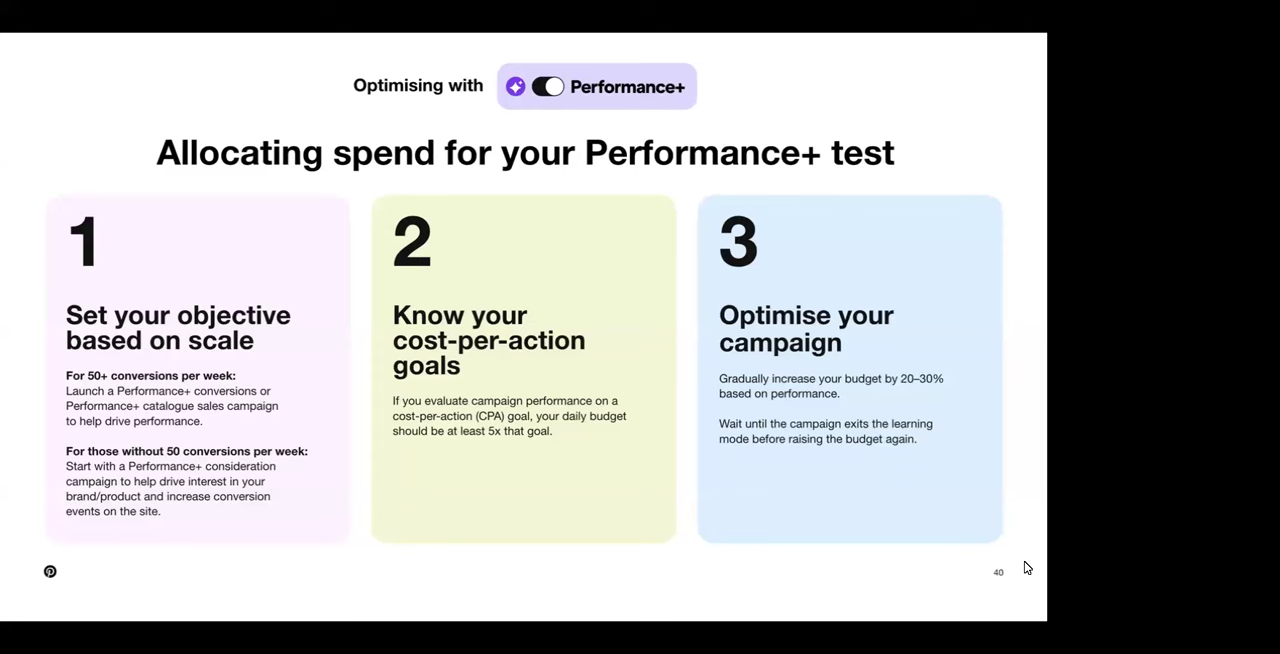 Optimising with Performance+
Allocating spend for your Performance+ test
1
Set your objective
based on scale
For 50+ conversions per week:
Launch a Performance+ conversions or
Performance+ catalogue sales campaign
to help drive performance.
For those without 50 conversions per week:
Start with a Performance+ consideration
campaign to help drive interest in your
brand/product and increase conversion
events on the site.
2
Know your
cost-per-action
goals
If you evaluate campaign performance on a
cost-per-action (CPA) goal, your daily budget
should be at least 5x that goal.
3
Optimise your
campaign
Gradually increase your budget by 20–30%
based on performance.
Wait until the campaign exits the learning
mode before raising the budget again.
40